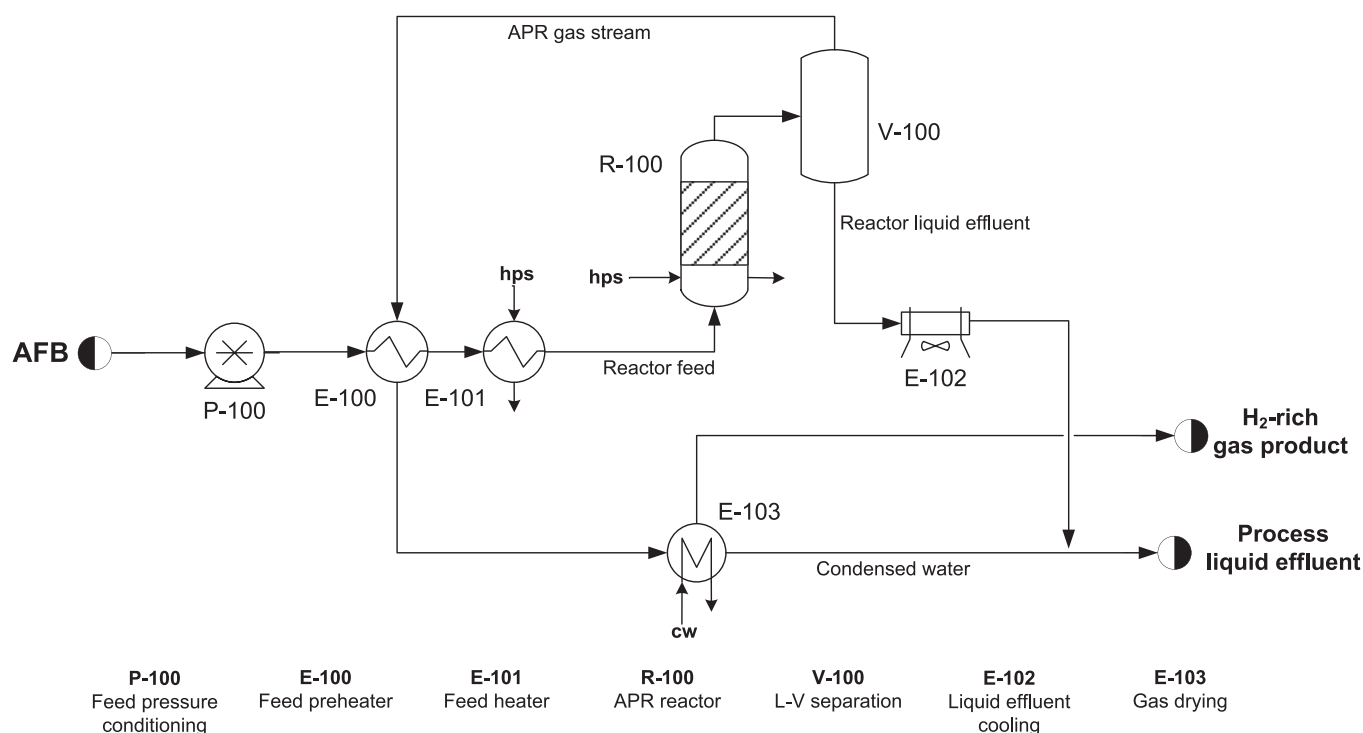 APR gas stream
V-100
R-100
Reactor liquid effluent
hps
hps
AFB
Reactor feed
E-102
P-100
E-100
E-101
H₂-rich
gas product
E-103
Process
liquid effluent
Condensed water
cw
P-100
Feed pressure
conditioning
E-100
Feed preheater
E-101
Feed heater
R-100
APR reactor
V-100
L-V separation
E-102
Liquid effluent
cooling
E-103
Gas drying